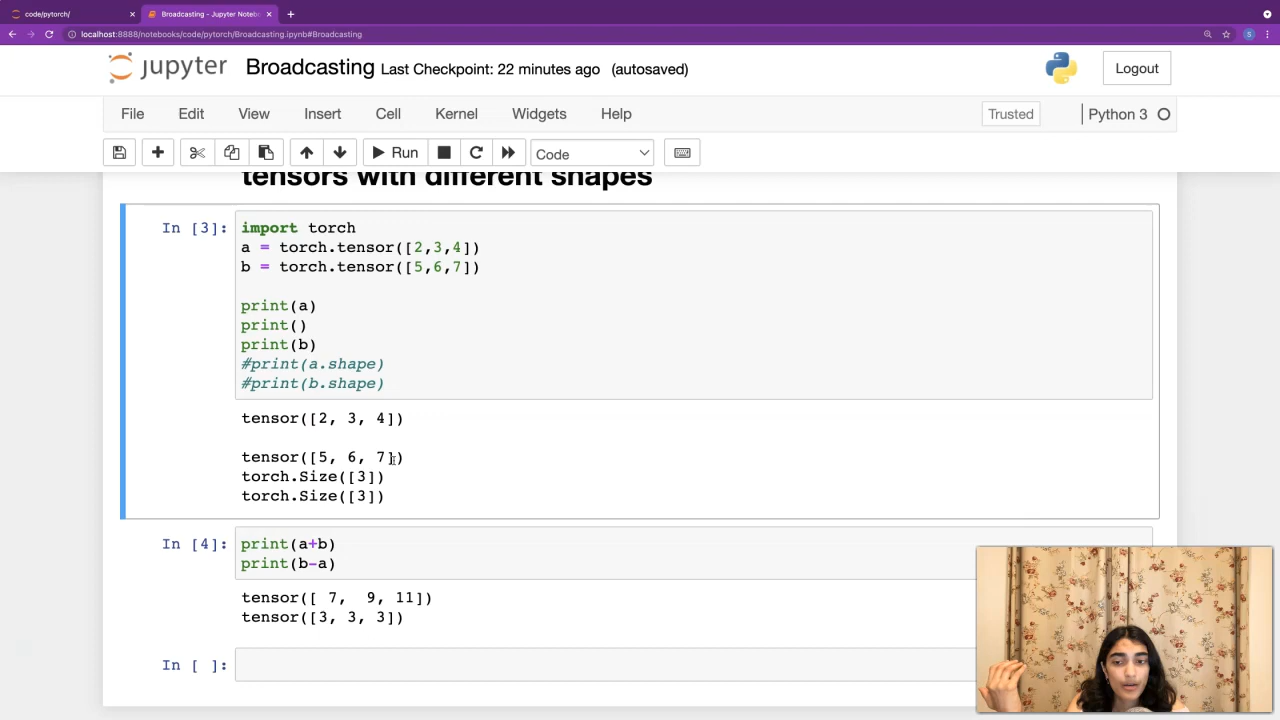 code/pytorch/
Broadcasting - Jupyter Noteb
localhost:8888/notebooks/code/pytorch/Broadcasting.ipynb#Broadcasting
S
jupyter Broadcasting Last Checkpoint: 22 minutes ago (autosaved)
Logout
File Edit View Insert Cell Kernel Widgets Help
Trusted
Python 3
Run
Code
tensors with different shapes
In [3]:
import torch
a = torch.tensor([2,3,4])
b = torch.tensor([5,6,7])
print(a)
print()
print(b)
#print(a.shape)
#print(b.shape)
tensor([2, 3, 4])
tensor([5, 6, 7])
torch.Size([3])
torch.Size([3])
In [4]:
print(a+b)
print(b-a)
tensor([ 7,  9, 11])
tensor([3, 3, 3])
In [ ]: